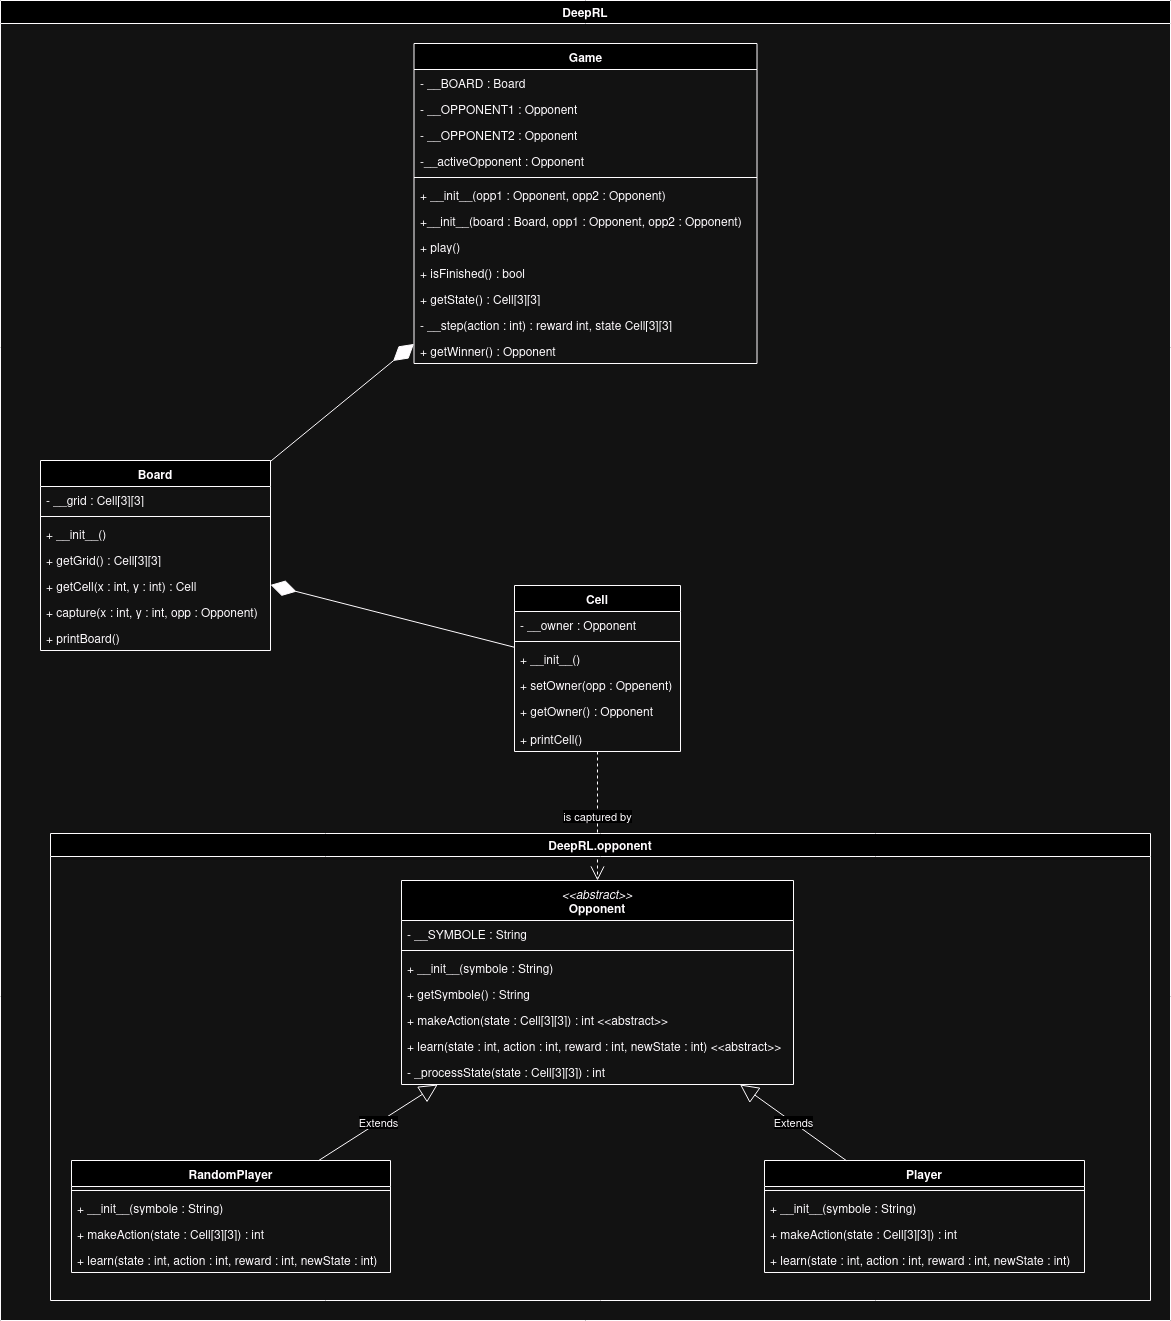 DeepRL
Game
- __BOARD : Board
- __OPPONENT1 : Opponent
- __OPPONENT2 : Opponent
-__activeOpponent : Opponent
+ __init__(opp1 : Opponent, opp2 : Opponent)
+__init__(board : Board, opp1 : Opponent, opp2 : Opponent)
+ play()
+ isFinished() : bool
+ getState() : Cell[3][3]
- __step(action : int) : reward int, state Cell[3][3]
+ getWinner() : Opponent
Board
- __grid : Cell[3][3]
+ __init__()
+ getGrid() : Cell[3][3]
+ getCell(x : int, y : int) : Cell
+ capture(x : int, y : int, opp : Opponent)
+ printBoard()
Cell
- __owner : Opponent
+ __init__()
+ setOwner(opp : Oppenent)
+ getOwner() : Opponent
+ printCell()
is captured by
DeepRL.opponent
<<abstract>>
Opponent
- __SYMBOLE : String
+ __init__(symbole : String)
+ getSymbole() : String
+ makeAction(state : Cell[3][3]) : int <<abstract>>
+ learn(state : int, action : int, reward : int, newState : int) <<abstract>>
- _processState(state : Cell[3][3]) : int
Extends
Extends
RandomPlayer
+ __init__(symbole : String)
+ makeAction(state : Cell[3][3]) : int
+ learn(state : int, action : int, reward : int, newState : int)
Player
+ __init__(symbole : String)
+ makeAction(state : Cell[3][3]) : int
+ learn(state : int, action : int, reward : int, newState : int)